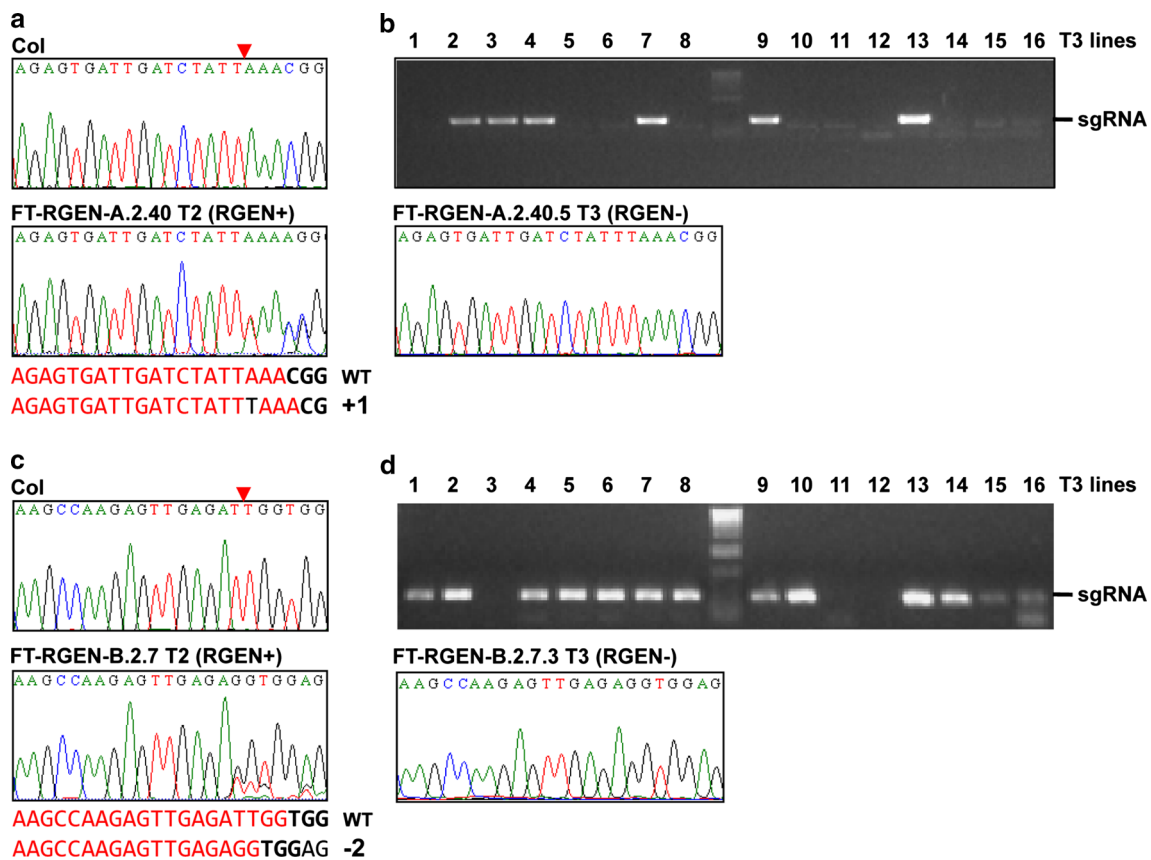 a
Col
AGAGTGATTGATCTATTAAACGG
FT-RGEN-A.2.40 T2 (RGEN+)
AGAGTGATTGATCTATTAAAAGG
AGAGTGATTGATCTATTAAACGG WT
AGAGTGATTGATCTATTTAAACG +1
b
1 2 3 4 5 6 7 8 9 10 11 12 13 14 15 16 T3 lines
sgRNA
FT-RGEN-A.2.40.5 T3 (RGEN-)
AGAGTGATTGATCTATTTAAACGG
c
Col
AAGCCAAGAGTTGAGATTGGTGG
FT-RGEN-B.2.7 T2 (RGEN+)
AAGCCAAGAGTTGAGAGGTGGAG
AAGCCAAGAGTTGAGATTGGTGG WT
AAGCCAAGAGTTGAGAGGTGGAG -2
d
1 2 3 4 5 6 7 8 9 10 11 12 13 14 15 16 T3 lines
sgRNA
FT-RGEN-B.2.7.3 T3 (RGEN-)
AAGCCAAGAGTTGAGAGGTGGAG